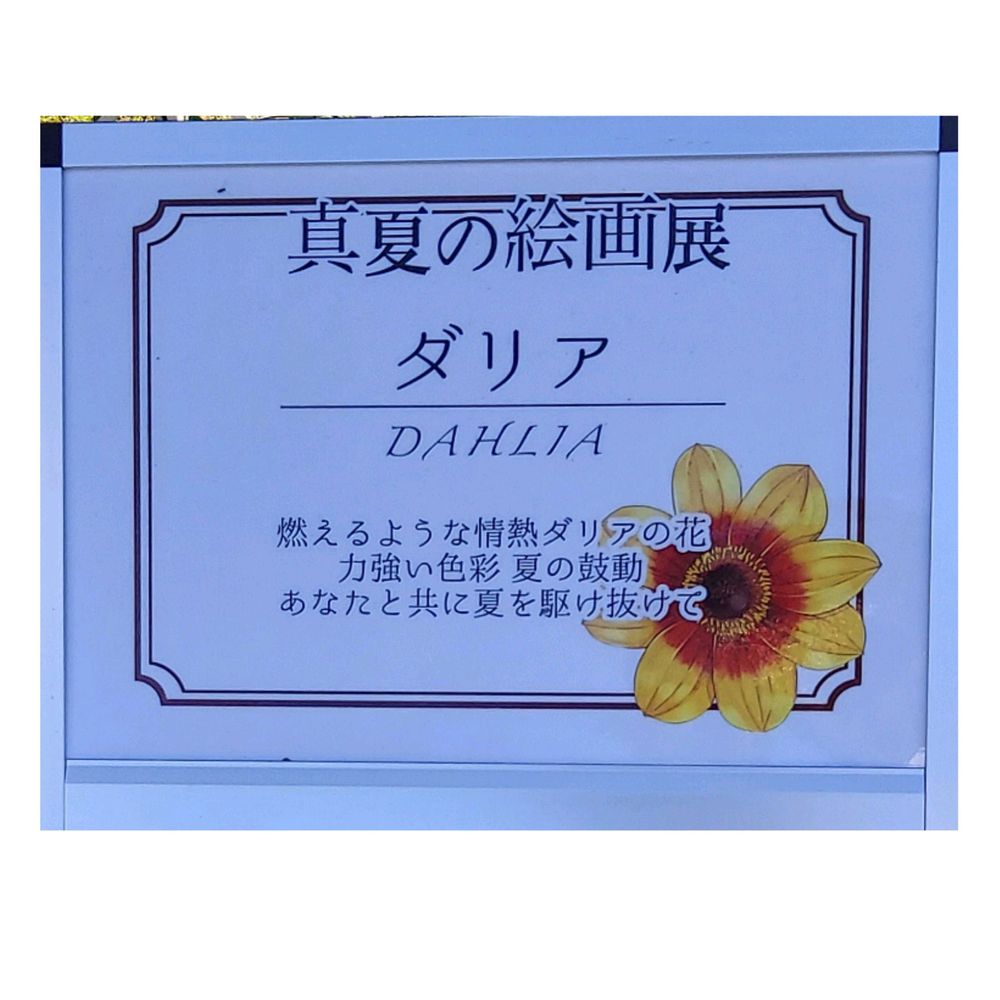 真夏の絵画展
ダリア
DAHLIA
燃えるような情熱ダリアの花
力強い色彩 夏の鼓動
あなたと共に夏を駆け抜けて